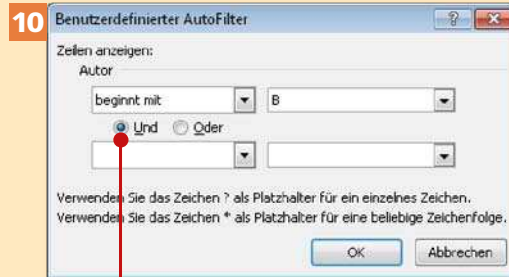 10
Benutzerdefinierter AutoFilter
Zeilen anzeigen:
Autor
beginnt mit B
Und Oder
Verwenden Sie das Zeichen ? als Platzhalter für ein einzelnes Zeichen.
Verwenden Sie das Zeichen * als Platzhalter für eine beliebige Zeichenfolge.
OK Abbrechen